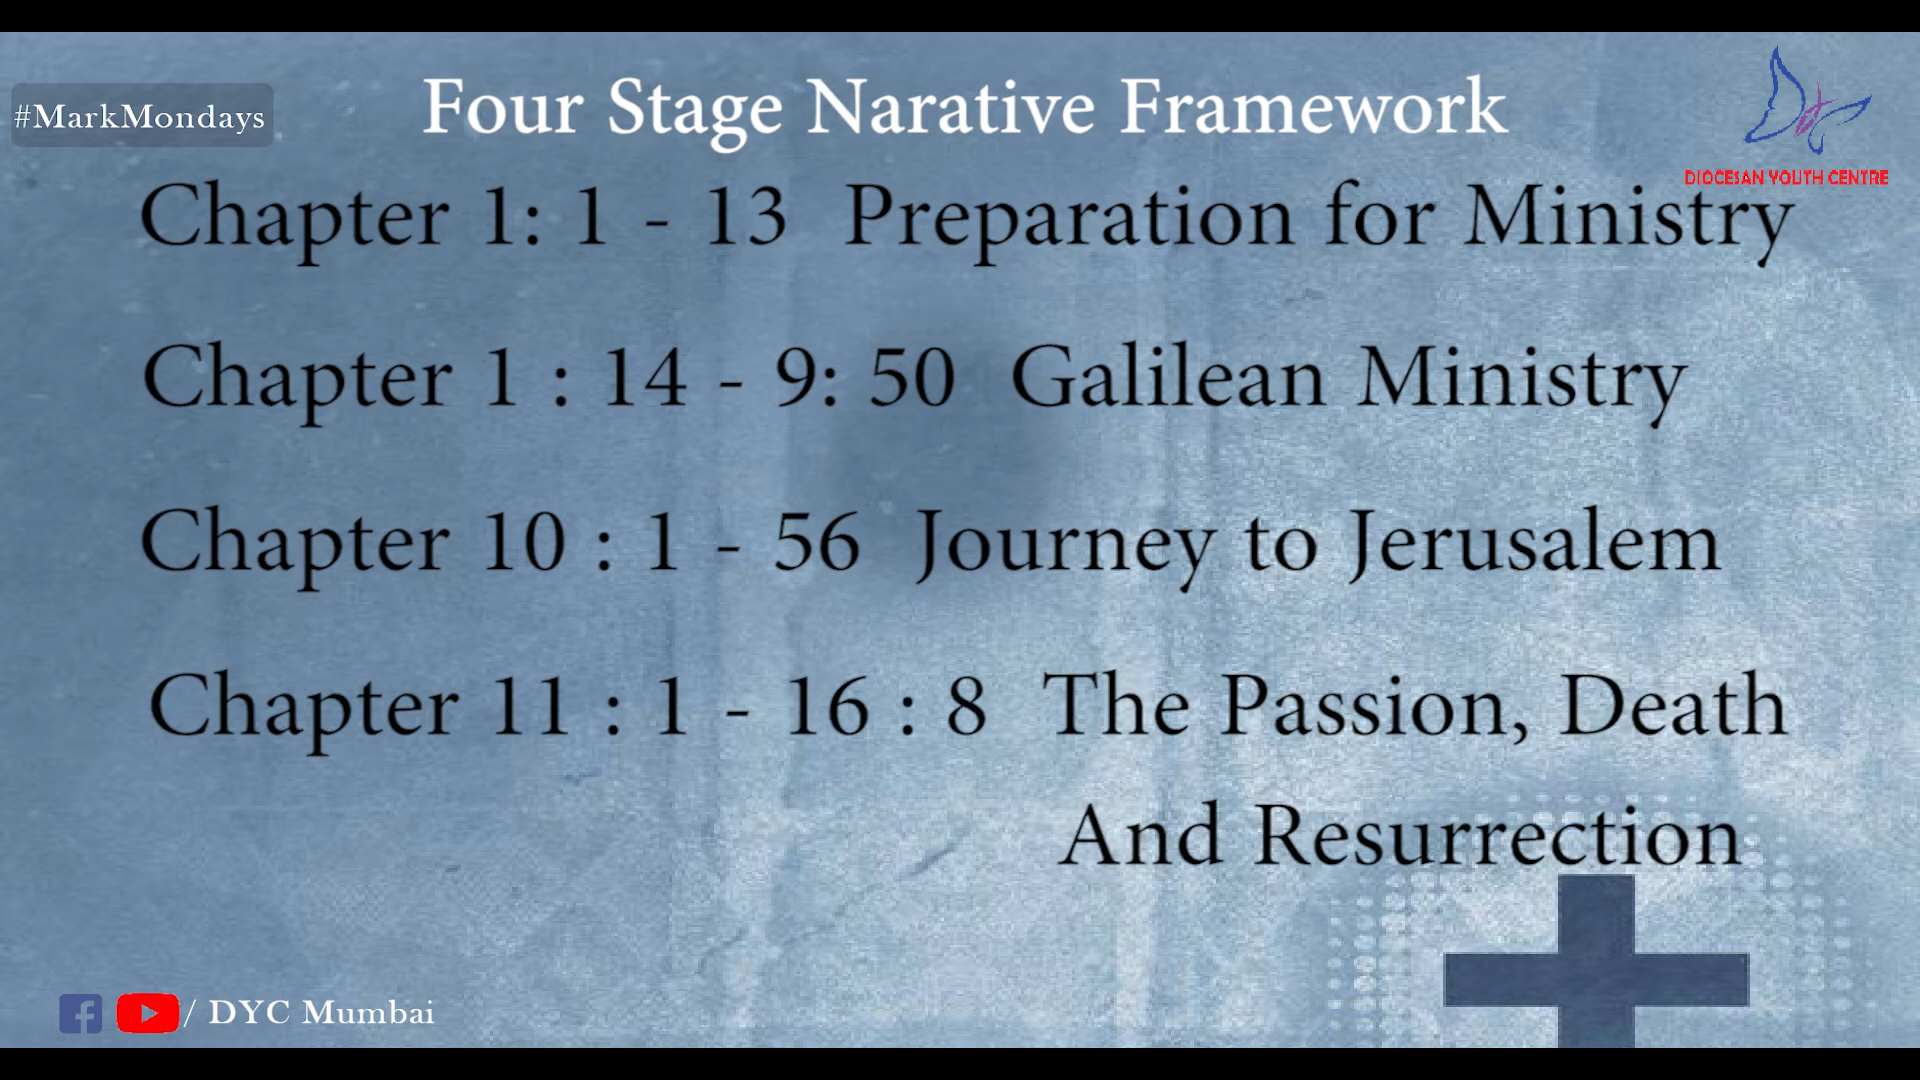 #MarkMondays
Four Stage Narative Framework
DIOCESAN YOUTH CENTRE
Chapter 1: 1 - 13 Preparation for Ministry
Chapter 1 : 14 - 9: 50 Galilean Ministry
Chapter 10 : 1 - 56 Journey to Jerusalem
Chapter 11 : 1 - 16 : 8 The Passion, Death
And Resurrection
/ DYC Mumbai